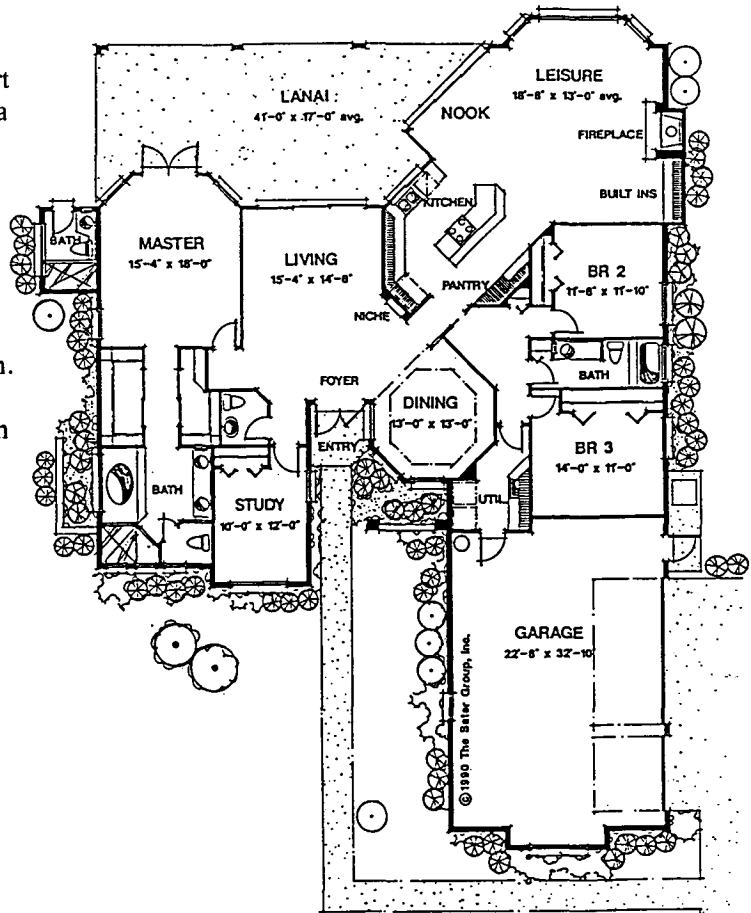 rt
a
n.
n
LEISURE
18'-8" x 13'-0" avg.
LANAI
41'-0" x 17'-0" avg.
NOOK
FIREPLACE
KITCHEN
BUILT INS
BATH
MASTER
15'-4" x 18'-0"
LIVING
15'-4" x 14'-8"
BR 2
11'-8" x 11'-10"
PANTRY
NICHE
FOYER
BATH
DINING
13'-0" x 13'-0"
ENTRY
BR 3
14'-0" x 11'-0"
BATH
STUDY
10'-0" x 12'-0"
UTIL
GARAGE
22'-8" x 32'-10"
©1990 The Sater Group, Inc.